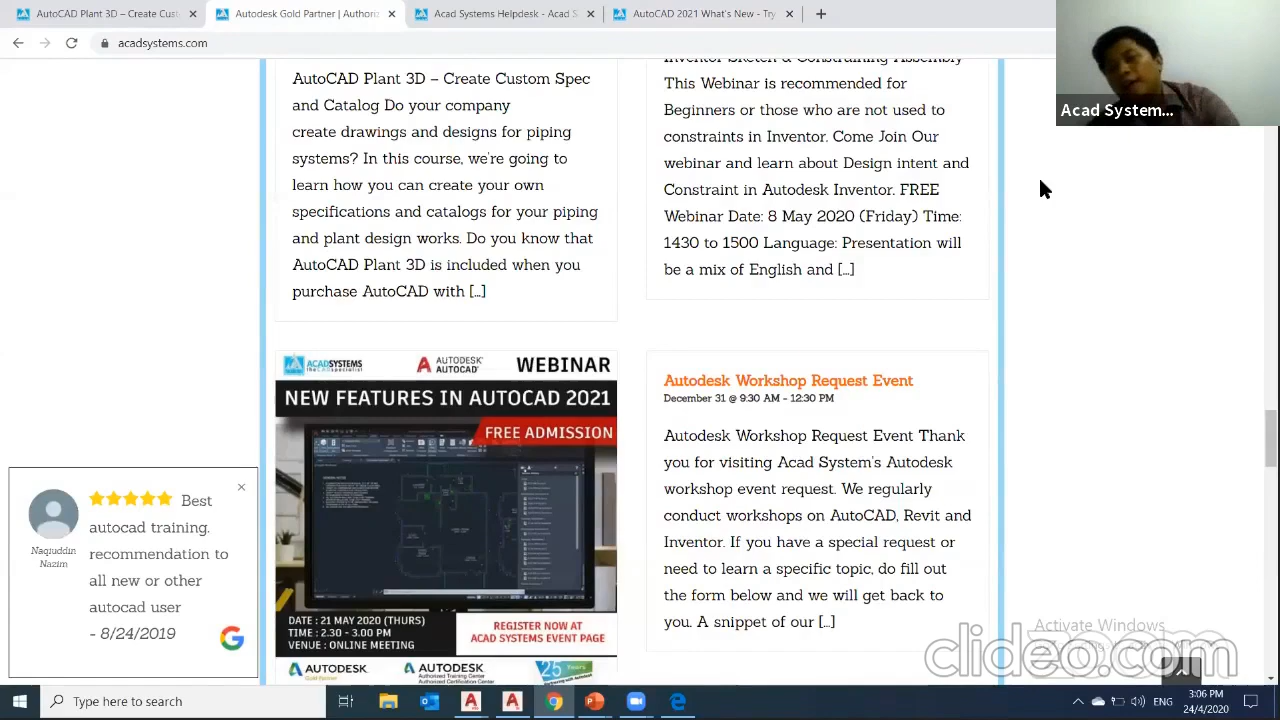 AutoCAD Plant 3D - Create Cust
Autodesk Gold Partner | Authoriz
Acad Systems Helpdesk - Acad S
AutoCAD 2021 What is New - Try
acadsystems.com
Acad System...
AutoCAD Plant 3D – Create Custom Spec
and Catalog Do your company
create drawings and designs for piping
systems? In this course, we're going to
learn how you can create your own
specifications and catalogs for your piping
and plant design works. Do you know that
AutoCAD Plant 3D is included when you
purchase AutoCAD with [...]
Inventor Sketch & Constraining Assembly
This Webinar is recommended for
Beginners or those who are not used to
constraints in Inventor. Come Join Our
webinar and learn about Design intent and
Constraint in Autodesk Inventor. FREE
Webinar Date: 8 May 2020 (Friday) Time:
1430 to 1500 Language: Presentation will
be a mix of English and [...]
ACADSYSTEMS
AUTODESK
AUTOCAD
WEBINAR
NEW FEATURES IN AUTOCAD 2021
FREE ADMISSION
DATE : 21 MAY 2020 (THURS)
TIME : 2.30 - 3.00 PM
VENUE : ONLINE MEETING
REGISTER NOW AT
ACAD SYSTEMS EVENT PAGE
AUTODESK
Gold Partner
AUTODESK
Authorized Training Center
Authorized Certification Center
25 Years
Autodesk Workshop Request Event
December 31 @ 9:30 AM - 12:30 PM
Autodesk Workshop Request Event Thank
you for visiting Acad System's Autodesk
workshop event request. We regularly
conduct workshops on AutoCAD, Revit and
Inventor. If you have a special request or
need to learn a specific topic, do fill out
the form below and we will get back to
you. A snippet of our [...]
Naquiddin
Nazim
Best
autocad training.
recommendation to
all new or other
autocad user
- 8/24/2019
Activate Windows
clideo.com
Type here to search
ENG
3:06 PM
24/4/2020